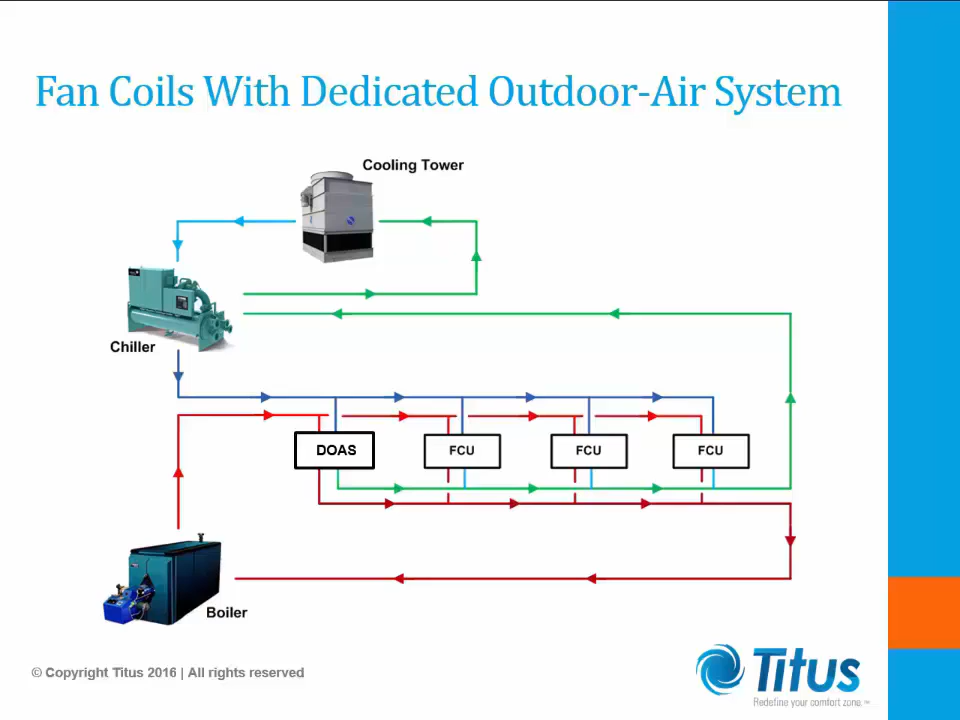 Fan Coils With Dedicated Outdoor-Air System
Cooling Tower
Chiller
DOAS
FCU
FCU
FCU
Boiler
© Copyright Titus 2016 | All rights reserved
Titus
Redefine your comfort zone.™